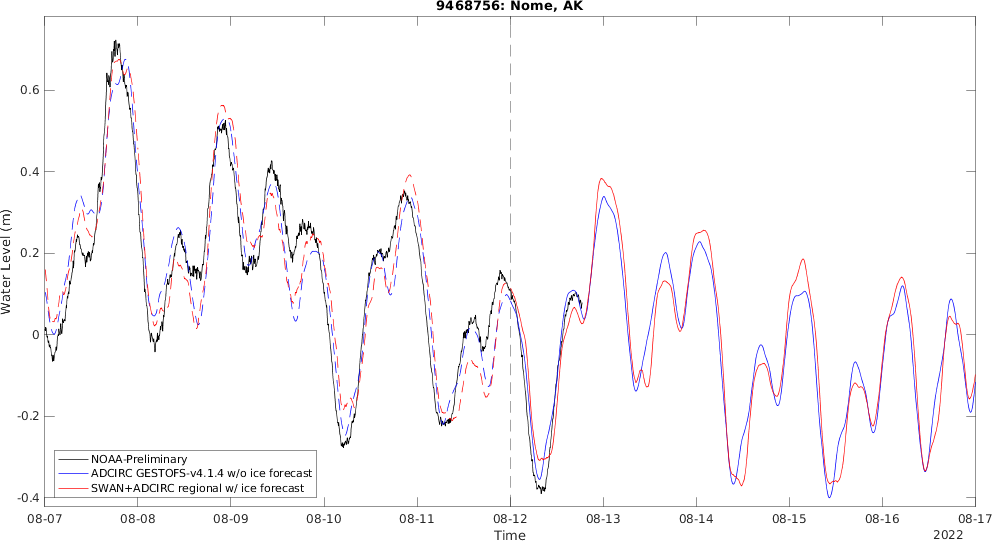 9468756: Nome, AK
Water Level (m)
0.6
0.4
0.2
0
-0.2
-0.4
NOAA-Preliminary
ADCIRC GESTOFS-v4.1.4 w/o ice forecast
SWAN+ADCIRC regional w/ ice forecast
08-07 08-08 08-09 08-10 08-11 08-12 08-13 08-14 08-15 08-16 08-17
Time
2022